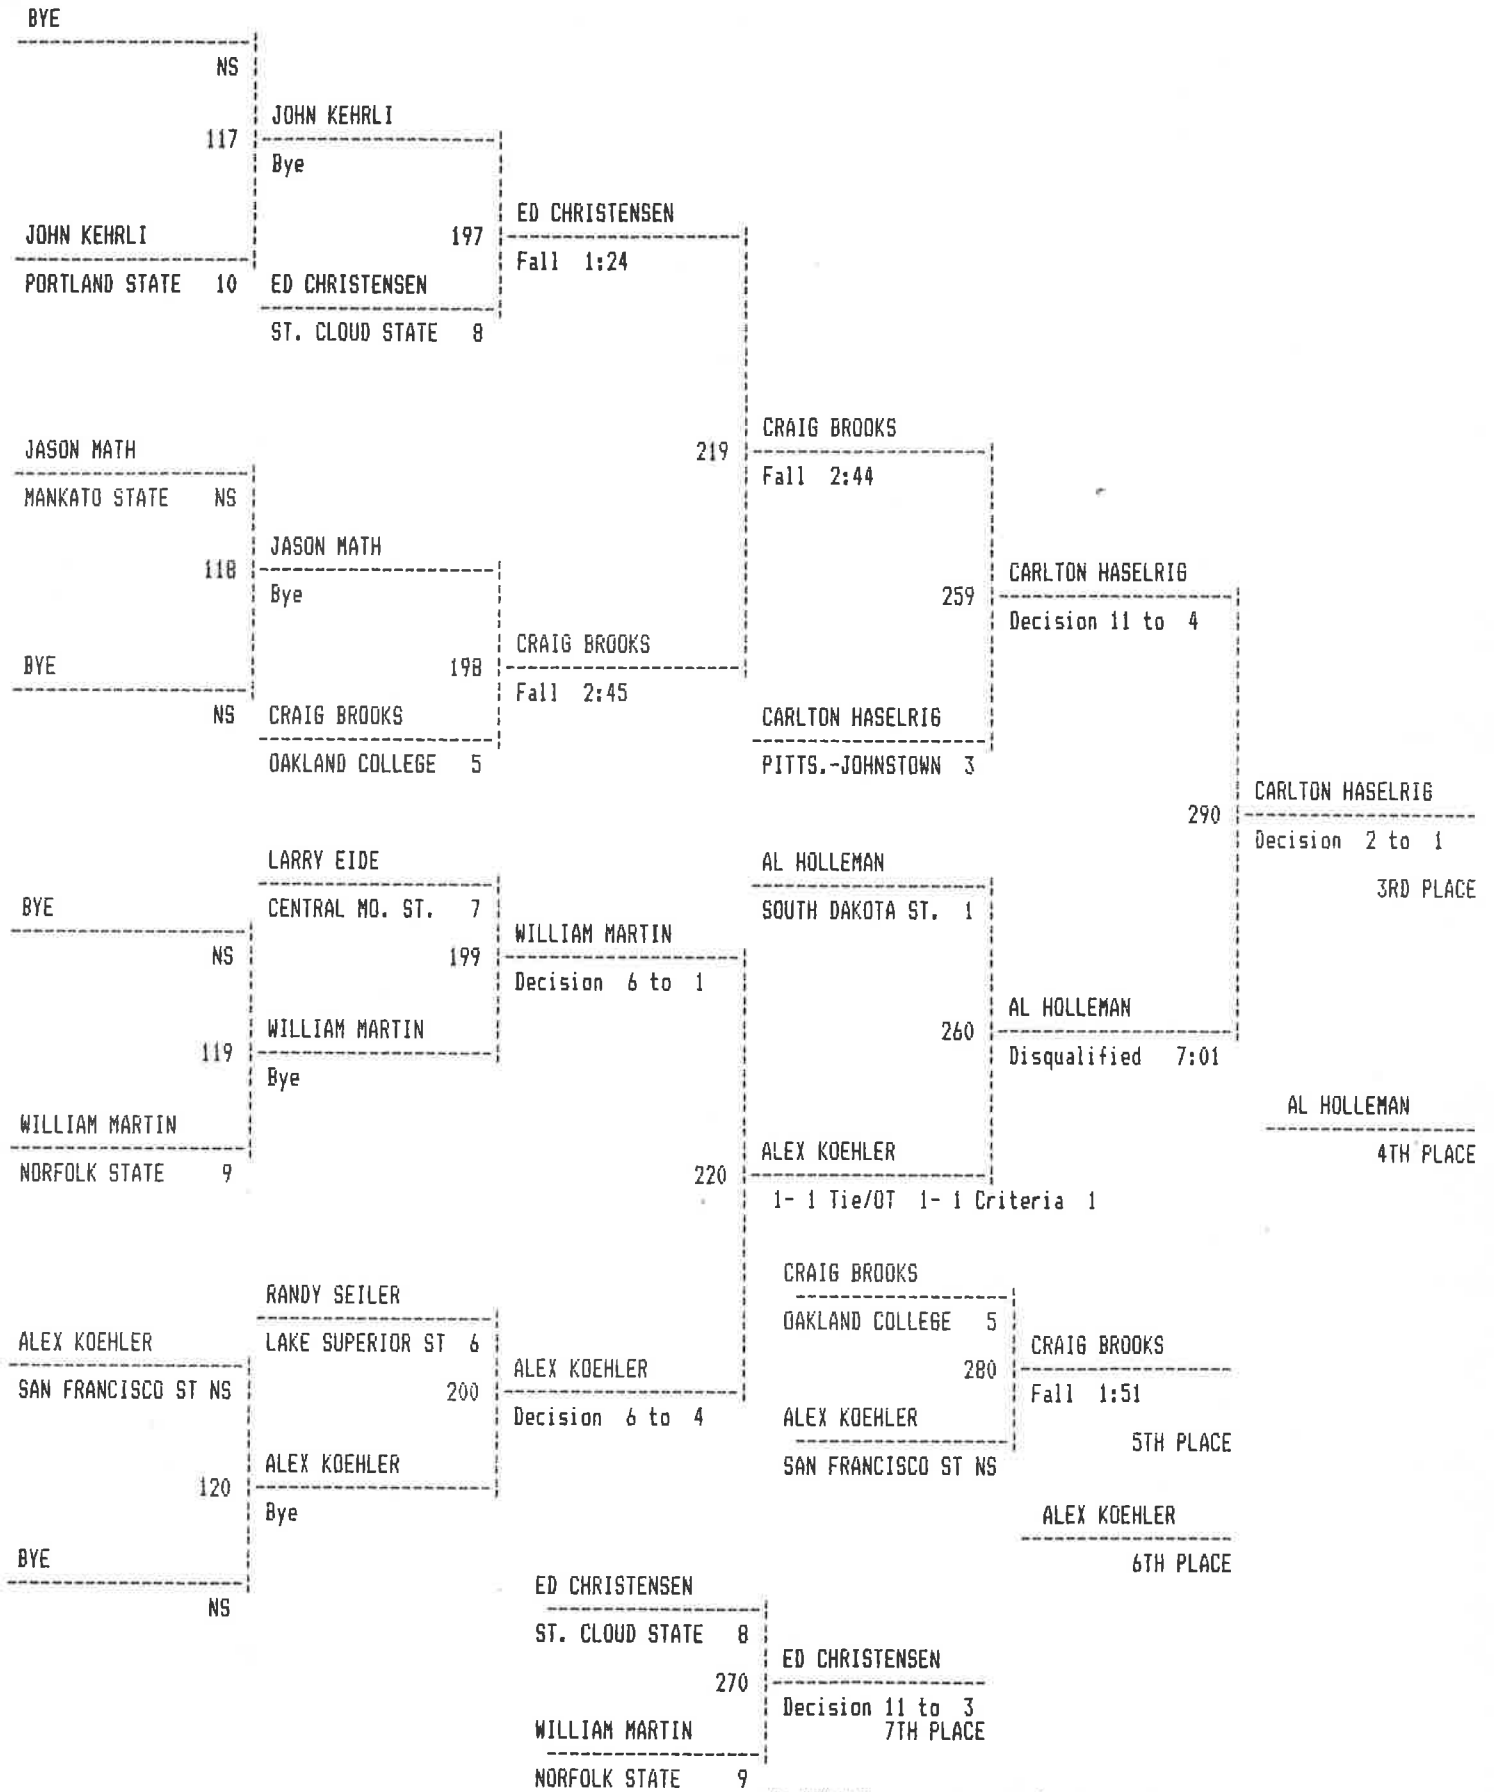 BYE
NS
JOHN KEHRLI
117
Bye
ED CHRISTENSEN
JOHN KEHRLI
197
Fall 1:24
PORTLAND STATE 10
ED CHRISTENSEN
ST. CLOUD STATE 8
CRAIG BROOKS
JASON MATH
219
Fall 2:44
MANKATO STATE NS
JASON MATH
118
CARLTON HASELRIG
Bye
259
Decision 11 to 4
CRAIG BROOKS
BYE
198
Fall 2:45
NS
CRAIG BROOKS
CARLTON HASELRIG
OAKLAND COLLEGE 5
PITTS.-JOHNSTOWN 3
CARLTON HASELRIG
290
Decision 2 to 1
LARRY EIDE
AL HOLLEMAN
3RD PLACE
BYE
CENTRAL MO. ST. 7
SOUTH DAKOTA ST. 1
WILLIAM MARTIN
NS
199
Decision 6 to 1
AL HOLLEMAN
WILLIAM MARTIN
260
119
Disqualified 7:01
Bye
AL HOLLEMAN
WILLIAM MARTIN
ALEX KOEHLER
4TH PLACE
NORFOLK STATE 9
220
1- 1 Tie/OT 1- 1 Criteria 1
CRAIG BROOKS
RANDY SEILER
OAKLAND COLLEGE 5
ALEX KOEHLER
LAKE SUPERIOR ST 6
CRAIG BROOKS
ALEX KOEHLER
280
SAN FRANCISCO ST NS
200
Fall 1:51
Decision 6 to 4
ALEX KOEHLER
5TH PLACE
ALEX KOEHLER
SAN FRANCISCO ST NS
120
Bye
ALEX KOEHLER
BYE
6TH PLACE
ED CHRISTENSEN
NS
ST. CLOUD STATE 8
ED CHRISTENSEN
270
Decision 11 to 3
WILLIAM MARTIN
7TH PLACE
NORFOLK STATE 9